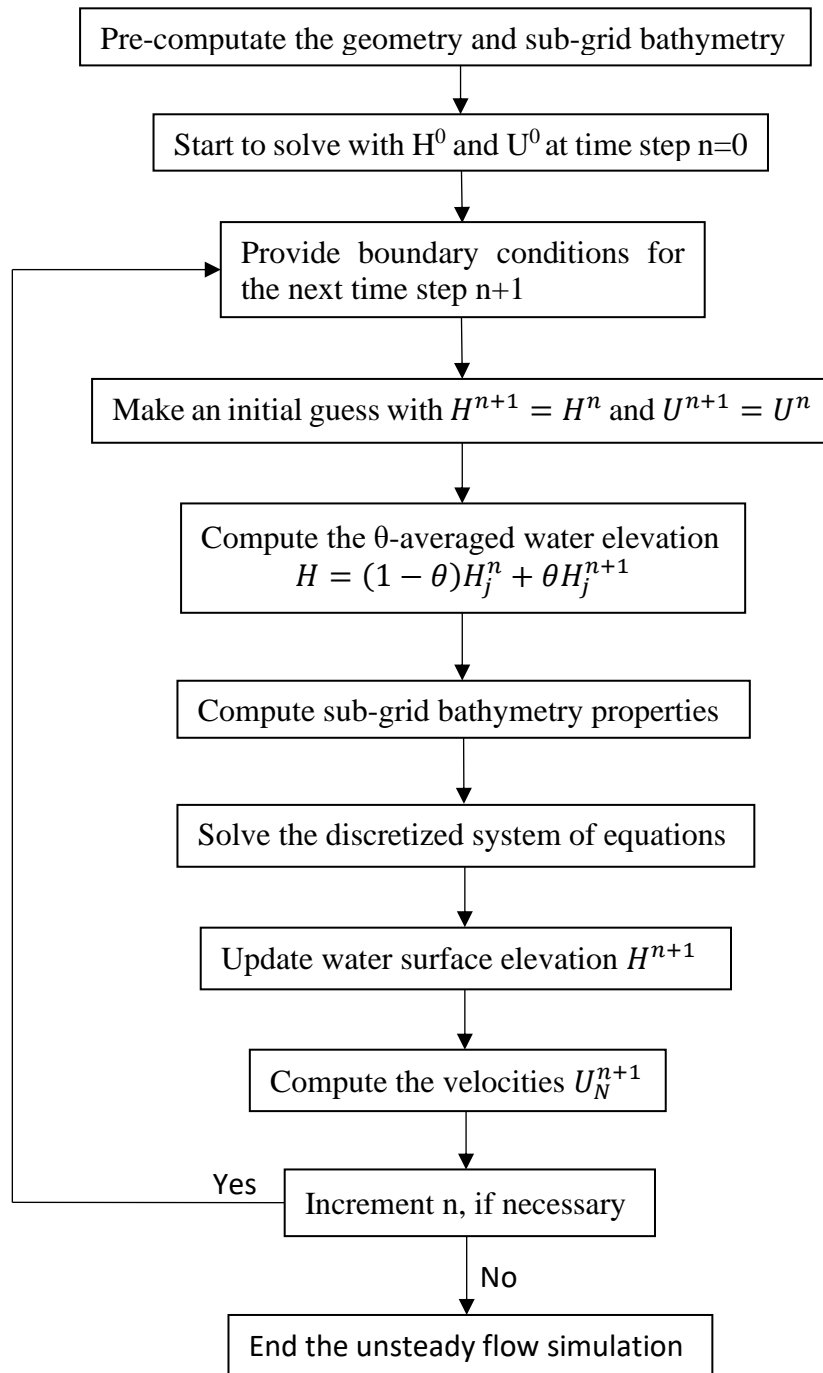 Pre-computate the geometry and sub-grid bathymetry
Start to solve with H⁰ and U⁰ at time step n=0
Provide boundary conditions for
the next time step n+1
Make an initial guess with 𝐻ⁿ⁺¹ = 𝐻ⁿ and 𝑈ⁿ⁺¹ = 𝑈ⁿ
Compute the θ-averaged water elevation
𝐻 = (1 − 𝜃)𝐻_𝑗^𝑛 + 𝜃𝐻_𝑗^{𝑛+1}
Compute sub-grid bathymetry properties
Solve the discretized system of equations
Update water surface elevation 𝐻ⁿ⁺¹
Compute the velocities 𝑈_𝑁^{𝑛+1}
Yes
Increment n, if necessary
No
End the unsteady flow simulation